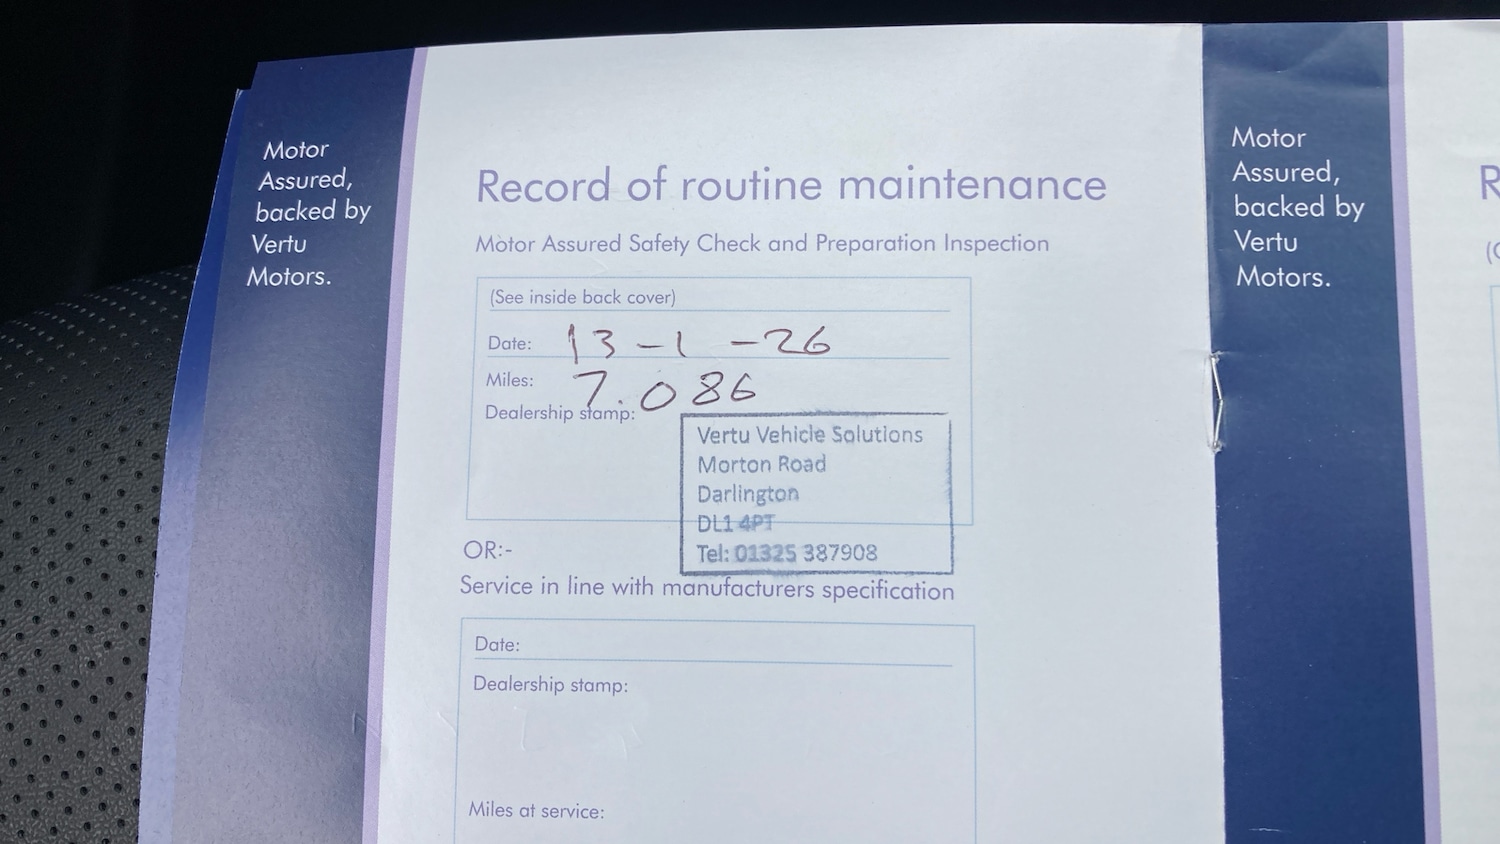 Motor
Assured,
backed by
Vertu
Motors.
Record of routine maintenance
Motor Assured Safety Check and Preparation Inspection
(See inside back cover)
Date: 13-1-26
Miles: 7.086
Dealership stamp:
Vertu Vehicle Solutions
Morton Road
Darlington
DL1 4PT
Tel: 01325 387908
OR:-
Service in line with manufacturers specification
Date:
Dealership stamp:
Miles at service:
Motor
Assured,
backed by
Vertu
Motors.